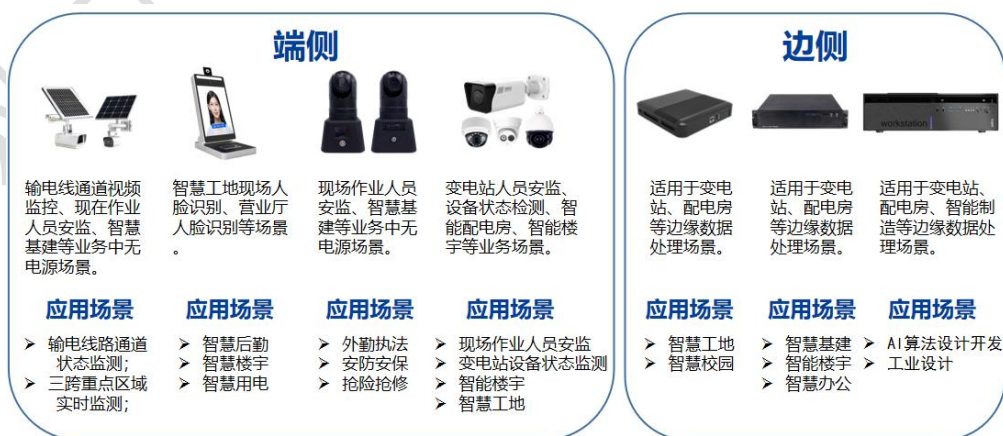 端侧
边侧
workstation
输电线通道视频
监控、现在作业
人员安监、智慧
基建等业务中无
电源场景。
智慧工地现场人
脸识别、营业厅
人脸识别等场景
。
现场作业人员
安监、智慧基
建等业务中无
电源场景。
变电站人员安监、
设备状态检测、智
能配电房、智能楼
宇等业务场景。
适用于变电
站、配电房
等边缘数据
处理场景。
适用于变电
站、配电房
等边缘数据
处理场景。
适用于变电站、
配电房、智能制
造等边缘数据处
理场景。
应用场景
➢ 输电线路通道
状态监测;
➢ 三跨重点区域
实时监测;
应用场景
➢ 智慧后勤
➢ 智慧楼宇
➢ 智慧用电
应用场景
➢ 外勤执法
➢ 安防安保
➢ 抢险抢修
应用场景
➢ 现场作业人员安监
➢ 变电站设备状态监测
➢ 智能楼宇
➢ 智慧工地
应用场景
➢ 智慧工地
➢ 智慧校园
应用场景
➢ 智慧基建
➢ 智能楼宇
➢ 智慧办公
应用场景
➢ AI算法设计开发
➢ 工业设计